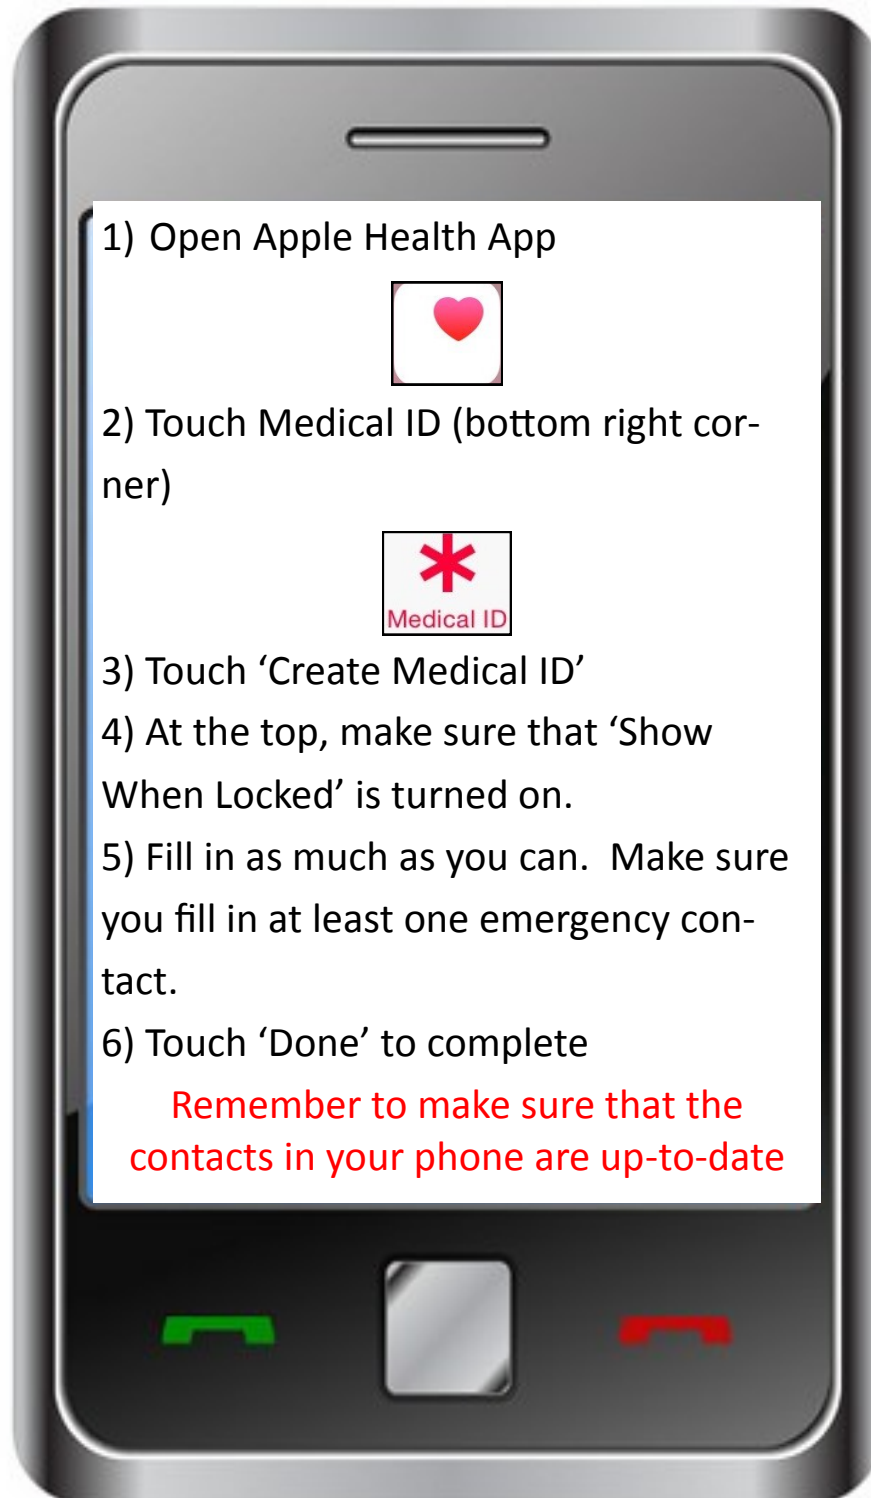 1) Open Apple Health App
2) Touch Medical ID (bottom right cor-
ner)
Medical ID
3) Touch ‘Create Medical ID’
4) At the top, make sure that ‘Show
When Locked’ is turned on.
5) Fill in as much as you can.  Make sure
you fill in at least one emergency con-
tact.
6) Touch ‘Done’ to complete
Remember to make sure that the
contacts in your phone are up-to-date